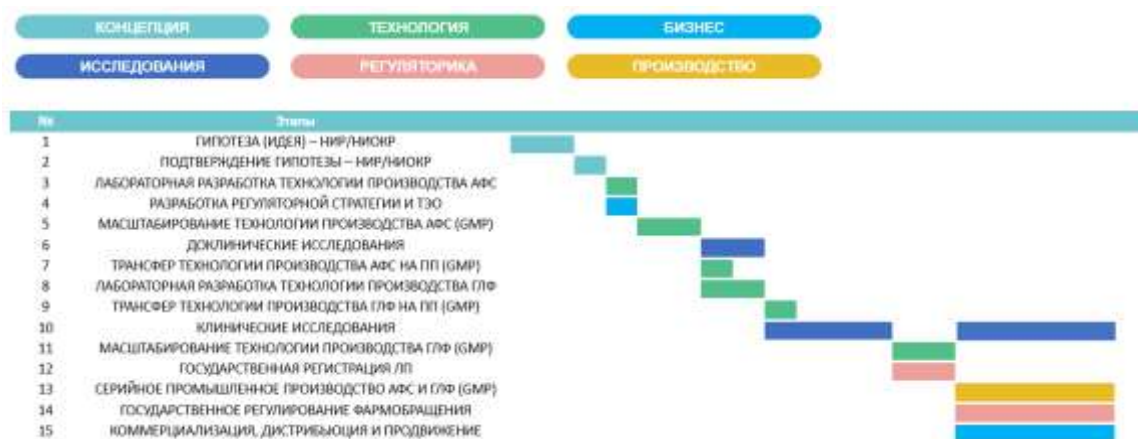 КОНЦЕПЦИЯ ТЕХНОЛОГИЯ БИЗНЕС
ИССЛЕДОВАНИЯ РЕГУЛЯТОРИКА ПРОИЗВОДСТВО
№ Этапы
1 ГИПОТЕЗА (ИДЕЯ) – НИР/НИОКР
2 ПОДТВЕРЖДЕНИЕ ГИПОТЕЗЫ – НИР/НИОКР
3 ЛАБОРАТОРНАЯ РАЗРАБОТКА ТЕХНОЛОГИИ ПРОИЗВОДСТВА АФС
4 РАЗРАБОТКА РЕГУЛЯТОРНОЙ СТРАТЕГИИ И ТЭО
5 МАСШТАБИРОВАНИЕ ТЕХНОЛОГИИ ПРОИЗВОДСТВА АФС (GMP)
6 ДОКЛИНИЧЕСКИЕ ИССЛЕДОВАНИЯ
7 ТРАНСФЕР ТЕХНОЛОГИИ ПРОИЗВОДСТВА АФС НА ПП (GMP)
8 ЛАБОРАТОРНАЯ РАЗРАБОТКА ТЕХНОЛОГИИ ПРОИЗВОДСТВА ГЛФ
9 ТРАНСФЕР ТЕХНОЛОГИИ ПРОИЗВОДСТВА ГЛФ НА ПП (GMP)
10 КЛИНИЧЕСКИЕ ИССЛЕДОВАНИЯ
11 МАСШТАБИРОВАНИЕ ТЕХНОЛОГИИ ПРОИЗВОДСТВА ГЛФ (GMP)
12 ГОСУДАРСТВЕННАЯ РЕГИСТРАЦИЯ ЛП
13 СЕРИЙНОЕ ПРОМЫШЛЕННОЕ ПРОИЗВОДСТВО АФС И ГЛФ (GMP)
14 ГОСУДАРСТВЕННОЕ РЕГУЛИРОВАНИЕ ФАРМОБРАЩЕНИЯ
15 КОММЕРЦИАЛИЗАЦИЯ, ДИСТРИБЬЮЦИЯ И ПРОДВИЖЕНИЕ